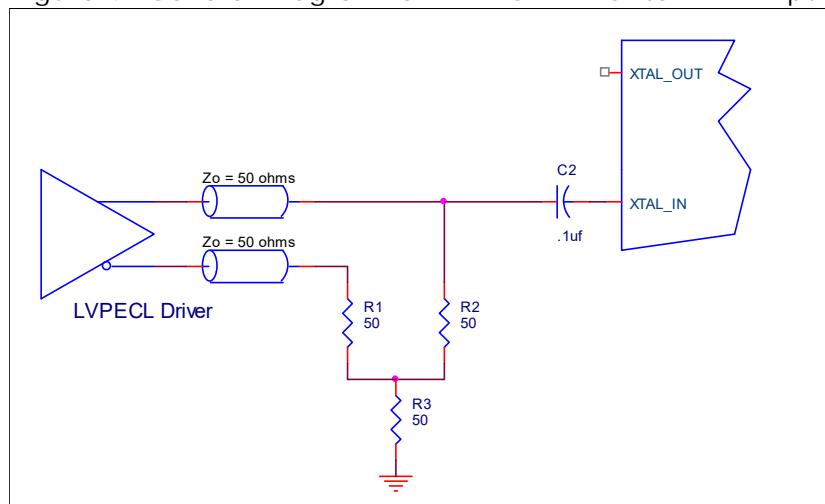 XTAL_OUT
Zo = 50 ohms
C2
XTAL_IN
.1uf
Zo = 50 ohms
LVPECL Driver
R1
50
R2
50
R3
50